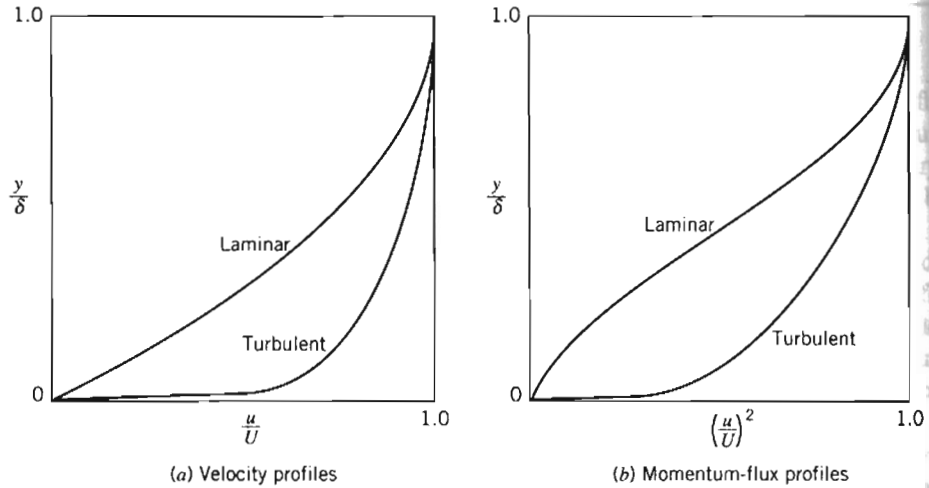 1.0
y/δ
Laminar
Turbulent
0
u/U
1.0
(a) Velocity profiles
1.0
y/δ
Laminar
Turbulent
0
(u/U)²
1.0
(b) Momentum-flux profiles